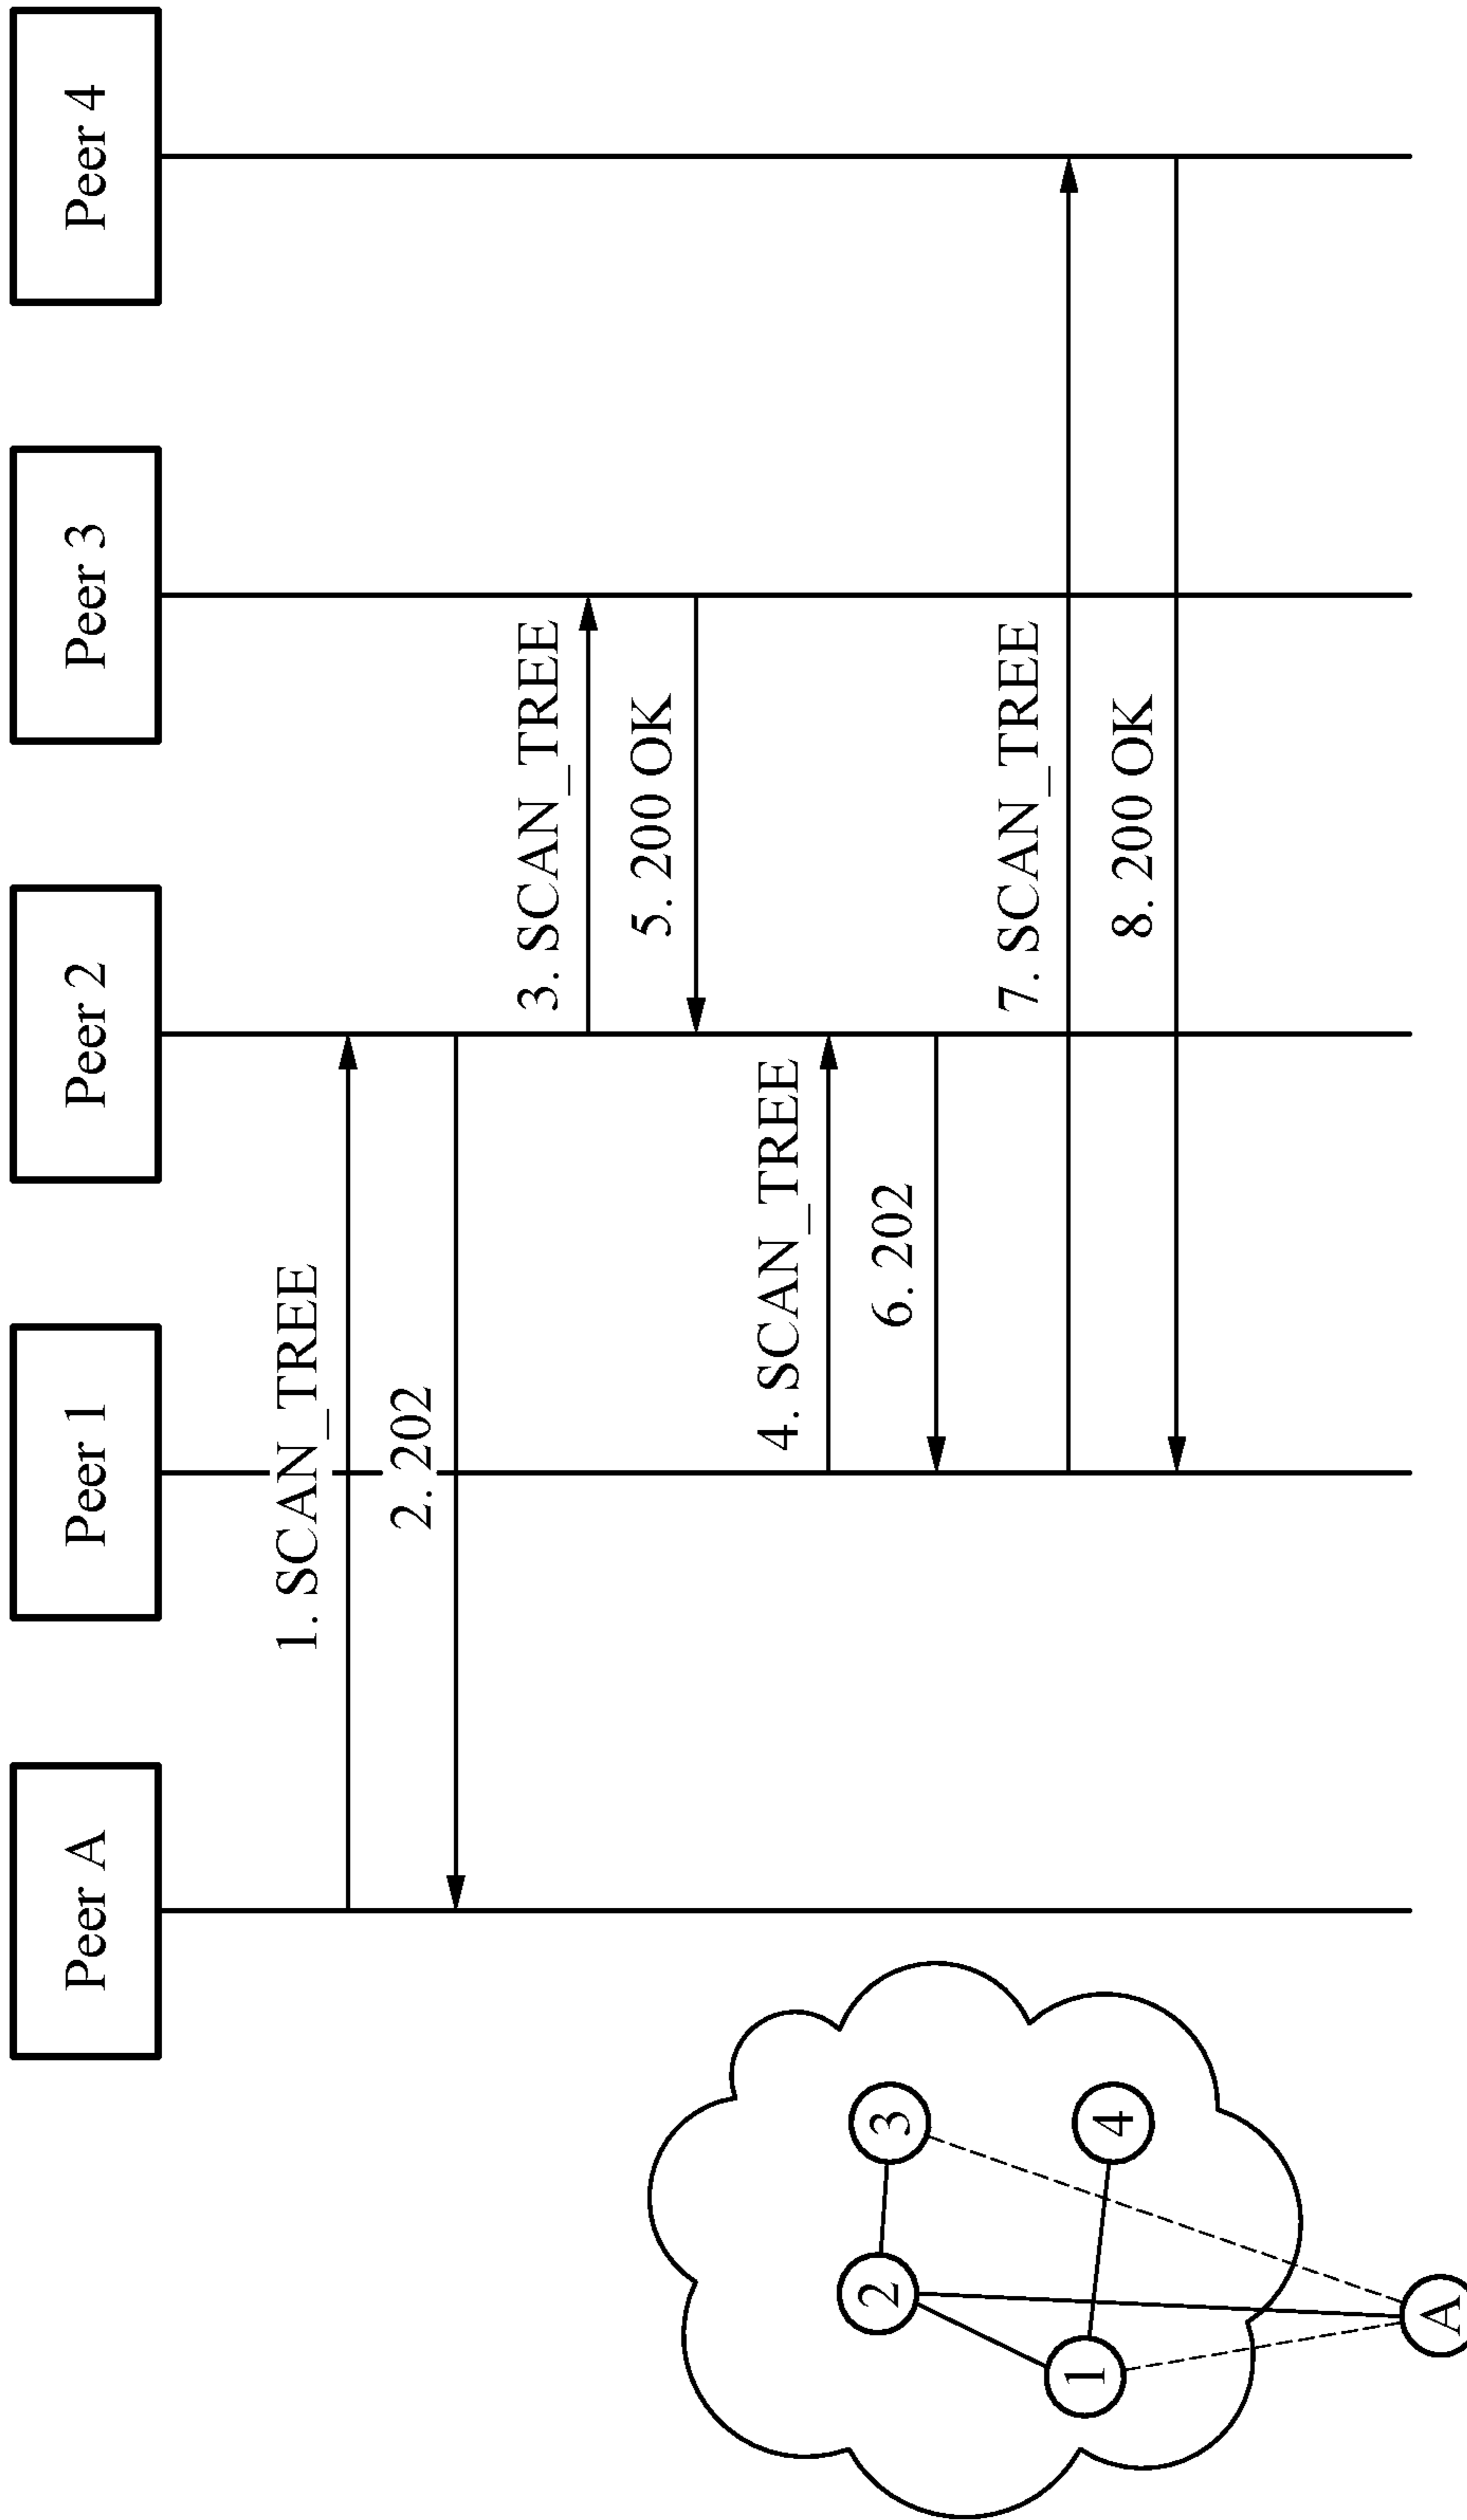 Peer A
Peer 1
Peer 2
Peer 3
Peer 4
1. SCAN_TREE
2. 202
3. SCAN_TREE
5. 200 OK
4. SCAN_TREE
6. 202
7. SCAN_TREE
8. 200 OK
2
3
1
4
A